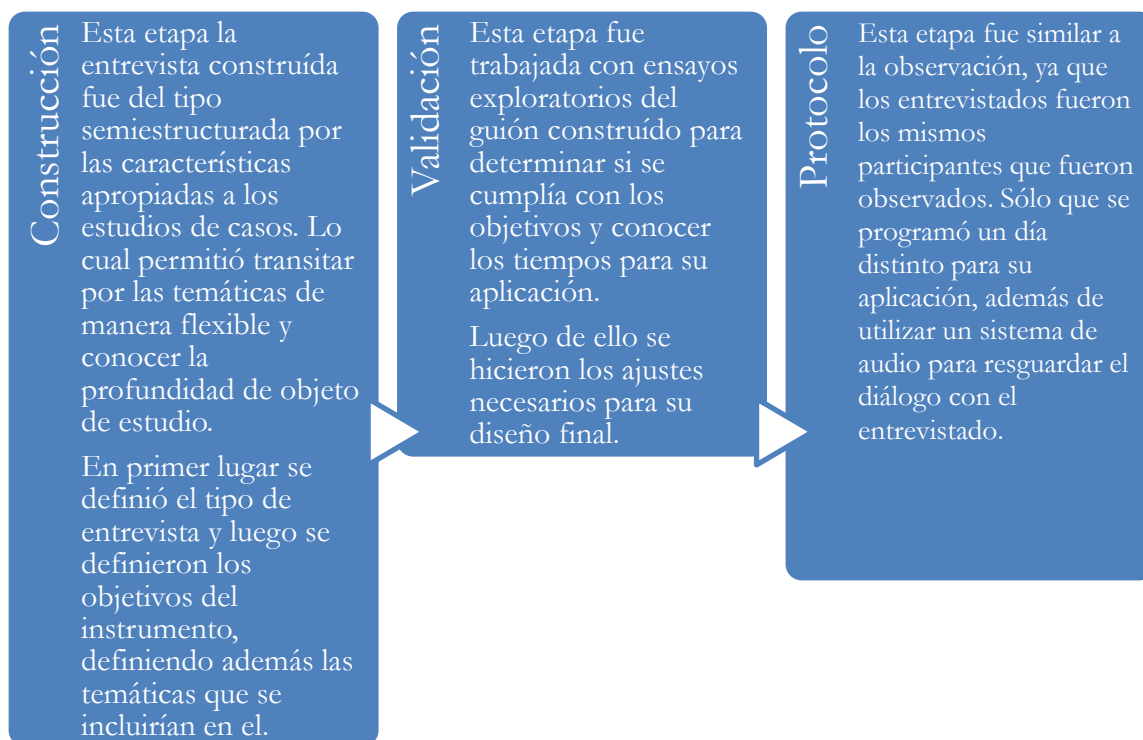 Construcción
Esta etapa la
entrevista construída
fue del tipo
semiestructurada por
las características
apropiadas a los
estudios de casos. Lo
cual permitió transitar
por las temáticas de
manera flexible y
conocer la
profundidad de objeto
de estudio.
En primer lugar se
definió el tipo de
entrevista y luego se
definieron los
objetivos del
instrumento,
definiendo además las
temáticas que se
incluirían en el.
Validación
Esta etapa fue
trabajada con ensayos
exploratorios del
guión construído para
determinar si se
cumplía con los
objetivos y conocer
los tiempos para su
aplicación.
Luego de ello se
hicieron los ajustes
necesarios para su
diseño final.
Protocolo
Esta etapa fue similar a
la observación, ya que
los entrevistados fueron
los mismos
participantes que fueron
observados. Sólo que se
programó un día
distinto para su
aplicación, además de
utilizar un sistema de
audio para resguardar el
diálogo con el
entrevistado.